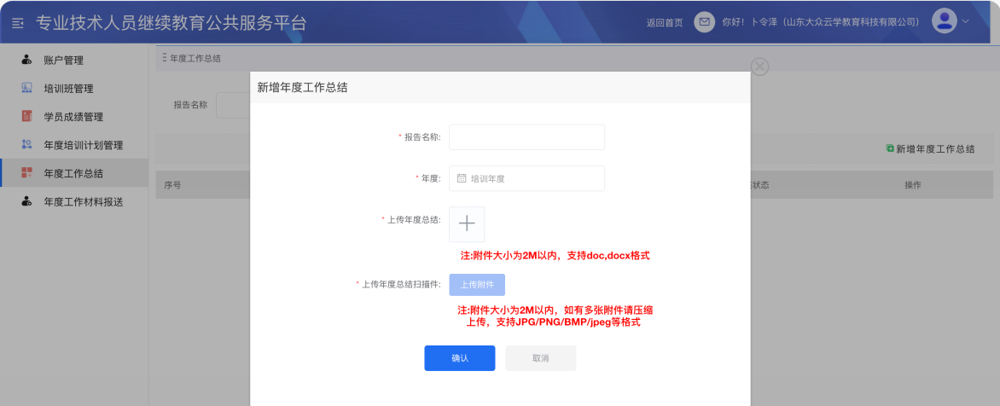 专业技术人员继续教育公共服务平台
返回首页
你好！卜令泽（山东大众云学教育科技有限公司）
账户管理
培训班管理
学员成绩管理
年度培训计划管理
年度工作总结
年度工作材料报送
年度工作总结
报告名称
新增年度工作总结
序号
状态
操作
新增年度工作总结
* 报告名称:
* 年度:
培训年度
* 上传年度总结:
注:附件大小为2M以内，支持doc,docx格式
* 上传年度总结扫描件:
上传附件
注:附件大小为2M以内，如有多张附件请压缩
上传，支持JPG/PNG/BMP/jpeg等格式
确认
取消